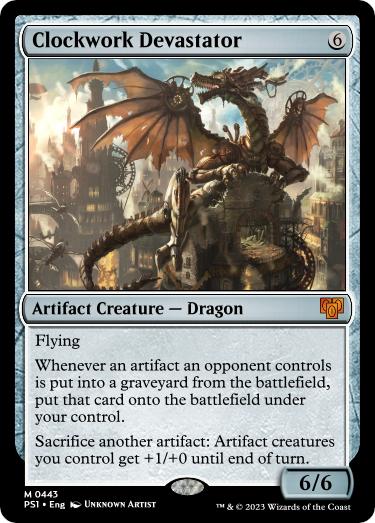 Clockwork Devastator 6
Artifact Creature — Dragon
Flying
Whenever an artifact an opponent controls
is put into a graveyard from the battlefield,
put that card onto the battlefield under
your control.
Sacrifice another artifact: Artifact creatures
you control get +1/+0 until end of turn.
6/6
M 0443
PS1 • Eng Unknown Artist
™ & © 2023 Wizards of the Coast